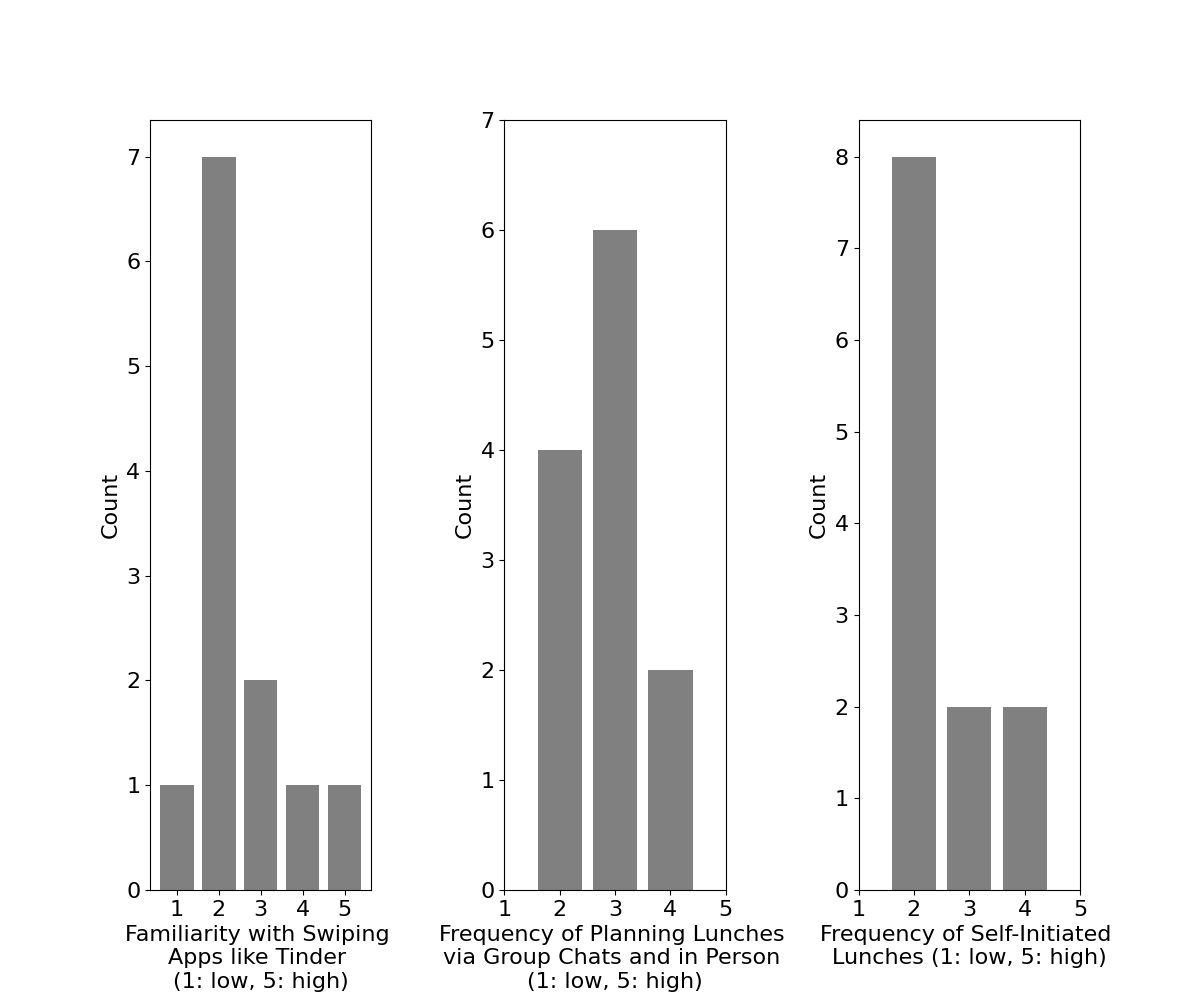 Count
7
6
5
4
3
2
1
0
1 2 3 4 5
Familiarity with Swiping
Apps like Tinder
(1: low, 5: high)
Count
7
6
5
4
3
2
1
0
1 2 3 4 5
Frequency of Planning Lunches
via Group Chats and in Person
(1: low, 5: high)
Count
8
7
6
5
4
3
2
1
0
1 2 3 4 5
Frequency of Self-Initiated
Lunches (1: low, 5: high)